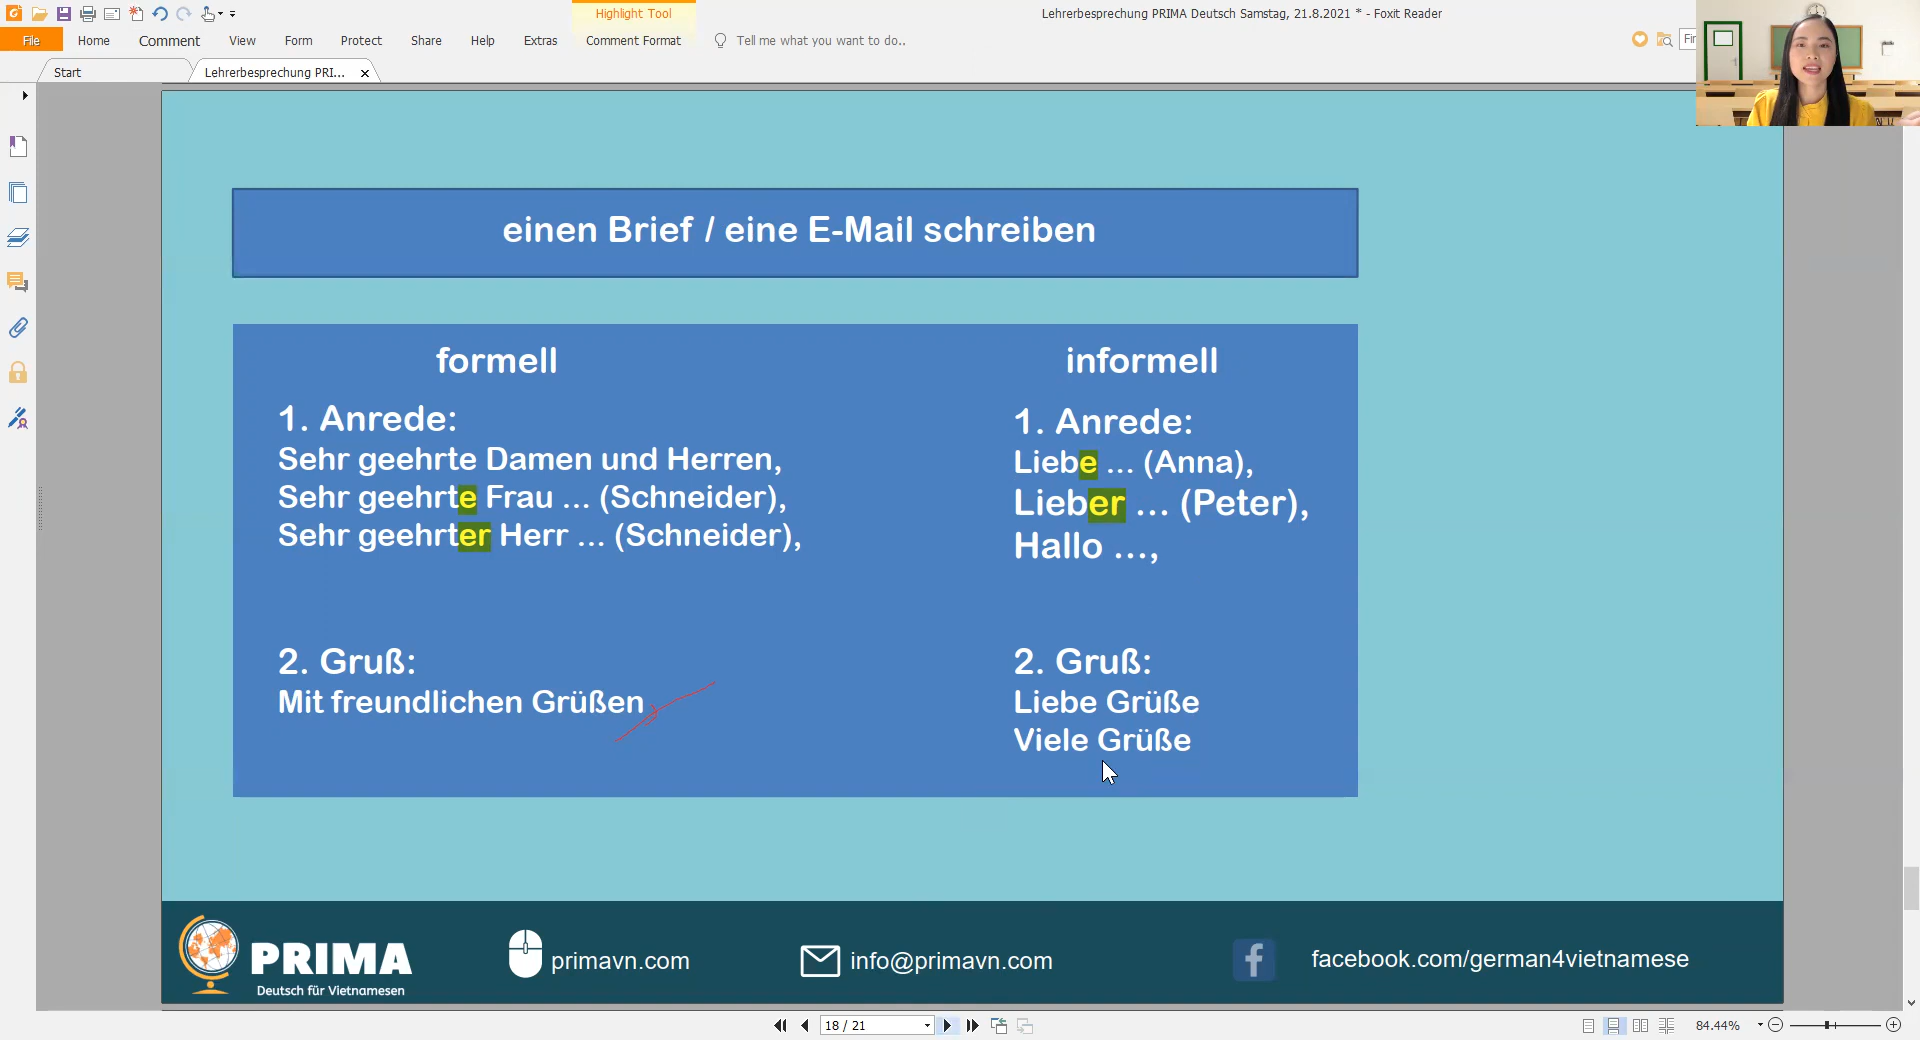 Highlight Tool
Lehrerbesprechung PRIMA Deutsch Samstag, 21.8.2021 * - Foxit Reader
File Home Comment View Form Protect Share Help Extras Comment Format Tell me what you want to do..
Start
Lehrerbesprechung PRI...
einen Brief / eine E-Mail schreiben
formell
1. Anrede:
Sehr geehrte Damen und Herren,
Sehr geehrte Frau ... (Schneider),
Sehr geehrter Herr ... (Schneider),
2. Gruß:
Mit freundlichen Grüßen
informell
1. Anrede:
Liebe ... (Anna),
Lieber ... (Peter),
Hallo ...,
2. Gruß:
Liebe Grüße
Viele Grüße
PRIMA
Deutsch für Vietnamesen
primavn.com
info@primavn.com
facebook.com/german4vietnamese
18 / 21
84.44%